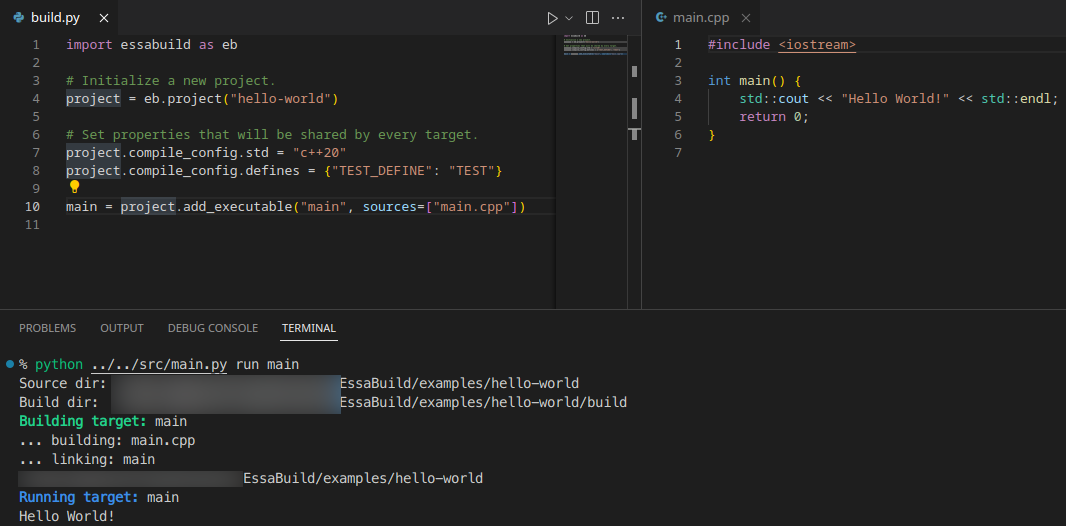 build.py
1 import essabuild as eb
2
3 # Initialize a new project.
4 project = eb.project("hello-world")
5
6 # Set properties that will be shared by every target.
7 project.compile_config.std = "c++20"
8 project.compile_config.defines = {"TEST_DEFINE": "TEST"}
9
10 main = project.add_executable("main", sources=["main.cpp"])
11
main.cpp
1 #include <iostream>
2
3 int main() {
4 std::cout << "Hello World!" << std::endl;
5 return 0;
6 }
7
PROBLEMS OUTPUT DEBUG CONSOLE TERMINAL
% python ../../src/main.py run main
Source dir: EssaBuild/examples/hello-world
Build dir: EssaBuild/examples/hello-world/build
Building target: main
... building: main.cpp
... linking: main
EssaBuild/examples/hello-world
Running target: main
Hello World!